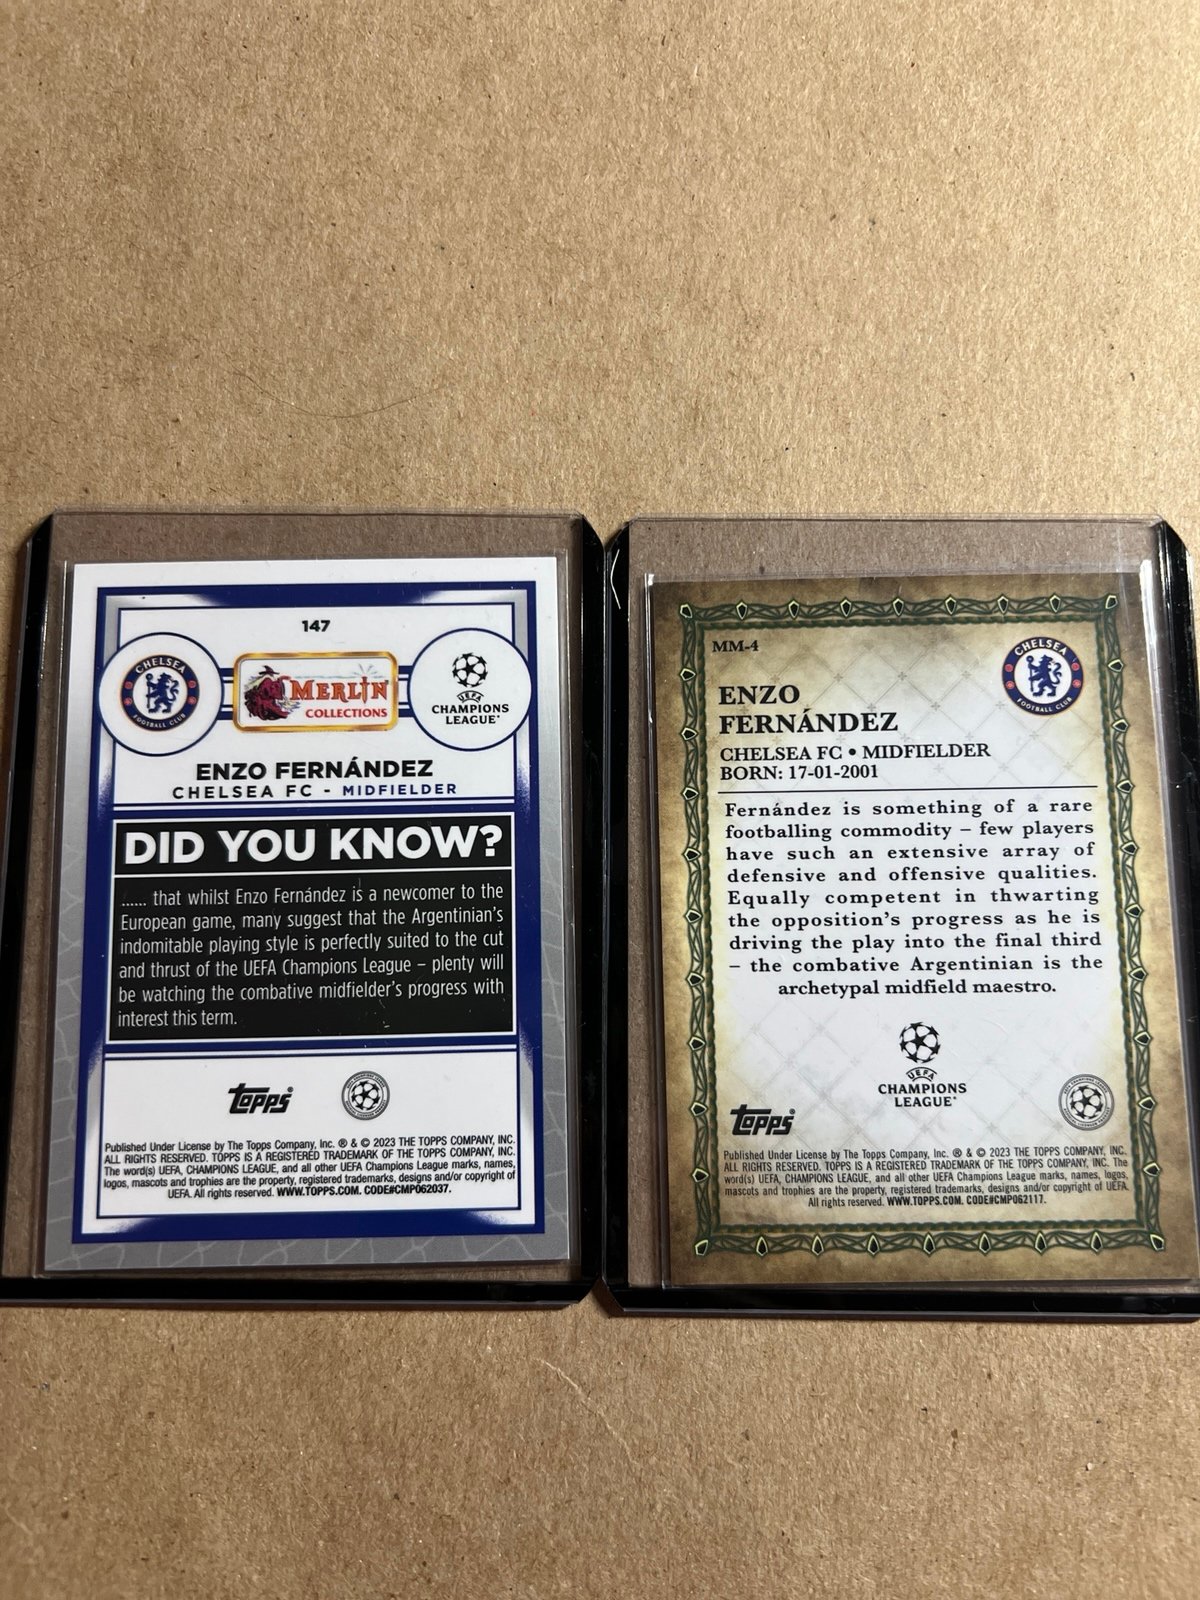 147
CHELSEA
FOOTBALL CLUB
MERLIN
COLLECTIONS
UEFA
CHAMPIONS
LEAGUE
ENZO FERNÁNDEZ
CHELSEA FC - MIDFIELDER
DID YOU KNOW?
...... that whilst Enzo Fernández is a newcomer to the
European game, many suggest that the Argentinian's
indomitable playing style is perfectly suited to the cut
and thrust of the UEFA Champions League – plenty will
be watching the combative midfielder's progress with
interest this term.
Topps®
Published Under License by The Topps Company, Inc. ® & © 2023 THE TOPPS COMPANY, INC.
ALL RIGHTS RESERVED. TOPPS IS A REGISTERED TRADEMARK OF THE TOPPS COMPANY, INC.
The word(s) UEFA, CHAMPIONS LEAGUE, and all other UEFA Champions League marks, names,
logos, mascots and trophies are the property, registered trademarks, designs and/or copyright of
UEFA. All rights reserved. WWW.TOPPS.COM. CODE#CMP062037.
MM-4
CHELSEA
FOOTBALL CLUB
ENZO
FERNÁNDEZ
CHELSEA FC • MIDFIELDER
BORN: 17-01-2001
Fernández is something of a rare
footballing commodity – few players
have such an extensive array of
defensive and offensive qualities.
Equally competent in thwarting
the opposition's progress as he is
driving the play into the final third
– the combative Argentinian is the
archetypal midfield maestro.
UEFA
CHAMPIONS
LEAGUE
Topps®
Published Under License by The Topps Company, Inc. ® & © 2023 THE TOPPS COMPANY, INC.
ALL RIGHTS RESERVED. TOPPS IS A REGISTERED TRADEMARK OF THE TOPPS COMPANY, INC. The
word(s) UEFA, CHAMPIONS LEAGUE, and all other UEFA Champions League marks, names, logos,
mascots and trophies are the property, registered trademarks, designs and/or copyright of UEFA.
All rights reserved. WWW.TOPPS.COM. CODE#CMP062117.